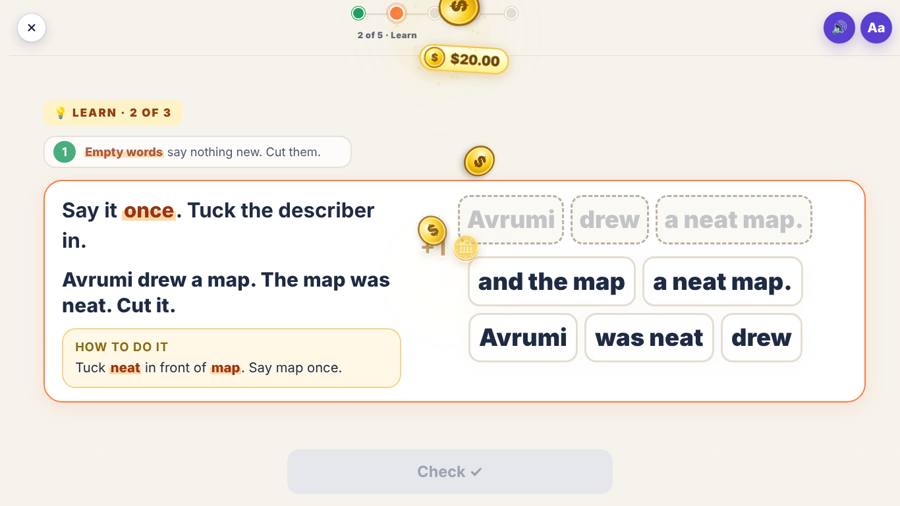 Aa
2 of 5 · Learn
$20.00
LEARN · 2 OF 3
1 Empty words say nothing new. Cut them.
Say it once. Tuck the describer
in.
Avrumi drew a map. The map was
neat. Cut it.
HOW TO DO IT
Tuck neat in front of map. Say map once.
+1
Avrumi drew a neat map.
and the map a neat map.
Avrumi was neat drew
Check ✓